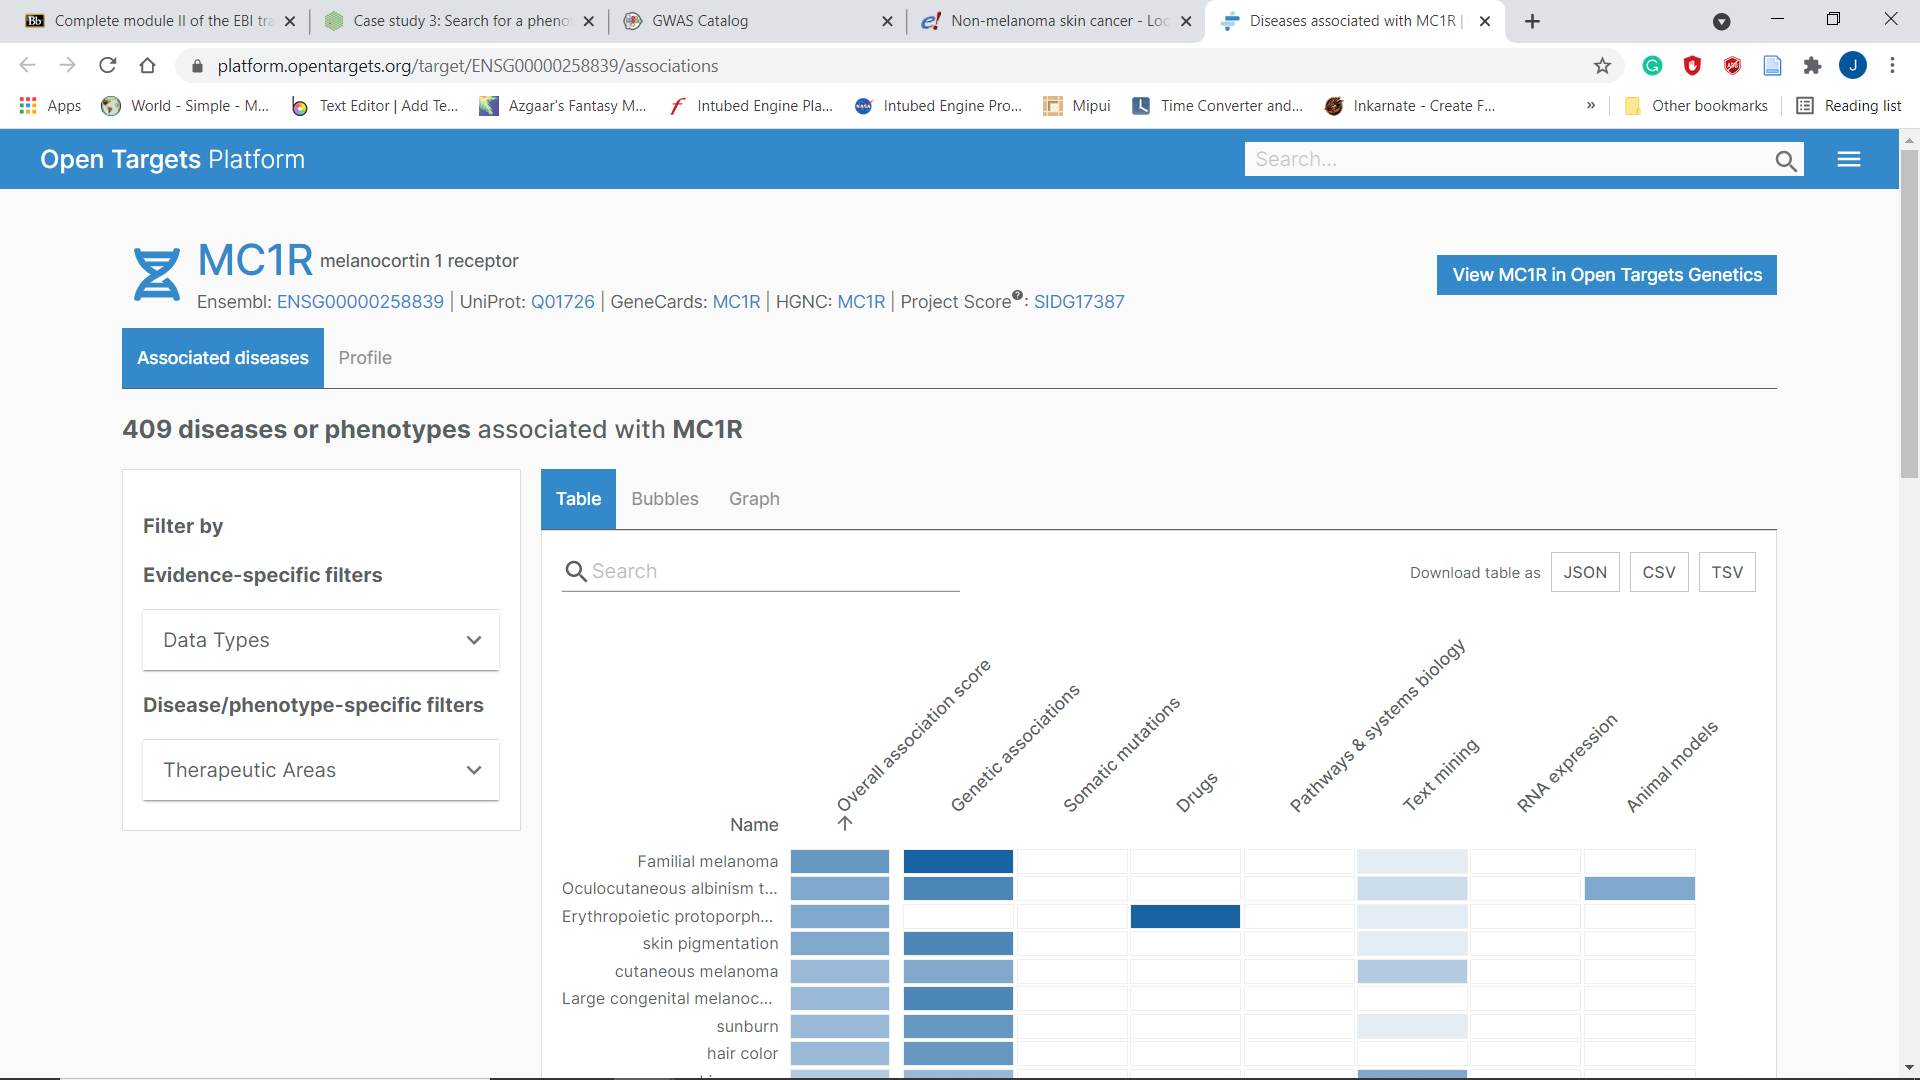 Complete module II of the EBI tra
Case study 3: Search for a pheno
GWAS Catalog
Non-melanoma skin cancer - Loc
Diseases associated with MC1R |
platform.opentargets.org/target/ENSG00000258839/associations
Apps
World - Simple - M...
Text Editor | Add Te...
Azgaar's Fantasy M...
Intubed Engine Pla...
Intubed Engine Pro...
Mipui
Time Converter and...
Inkarnate - Create F...
»
Other bookmarks
Reading list
Open Targets Platform
Search...
MC1R melanocortin 1 receptor
View MC1R in Open Targets Genetics
Ensembl: ENSG00000258839 | UniProt: Q01726 | GeneCards: MC1R | HGNC: MC1R | Project Score?: SIDG17387
Associated diseases
Profile
409 diseases or phenotypes associated with MC1R
Filter by
Evidence-specific filters
Data Types
Disease/phenotype-specific filters
Therapeutic Areas
Table
Bubbles
Graph
Search
Download table as
JSON
CSV
TSV
Name
Overall association score
Genetic associations
Somatic mutations
Drugs
Pathways & systems biology
Text mining
RNA expression
Animal models
Familial melanoma
Oculocutaneous albinism t...
Erythropoietic protoporph...
skin pigmentation
cutaneous melanoma
Large congenital melanoc...
sunburn
hair color